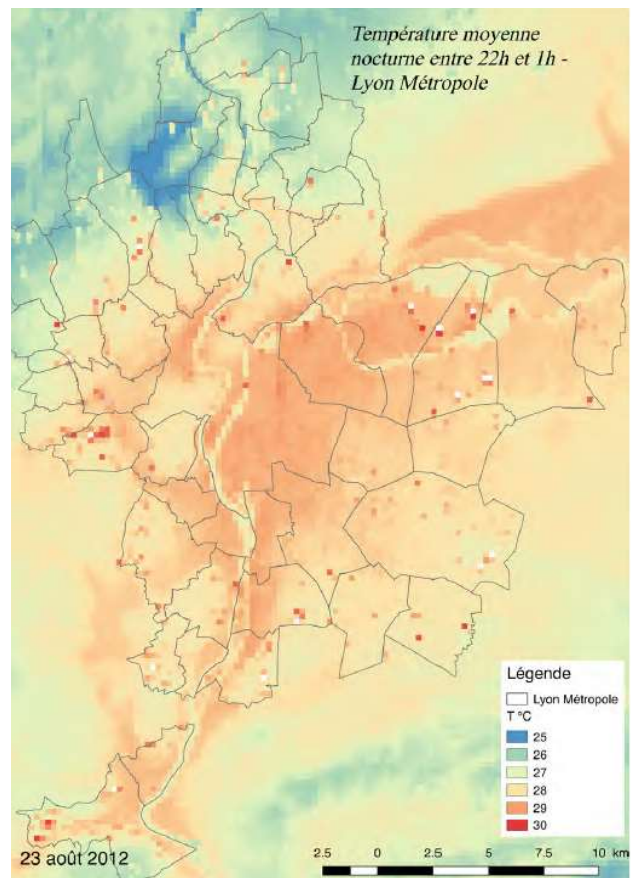 Température moyenne
nocturne entre 22h et 1h -
Lyon Métropole
Légende
Lyon Métropole
T °C
25
26
27
28
29
30
23 août 2012
2.5 0 2.5 5 7.5 10 km